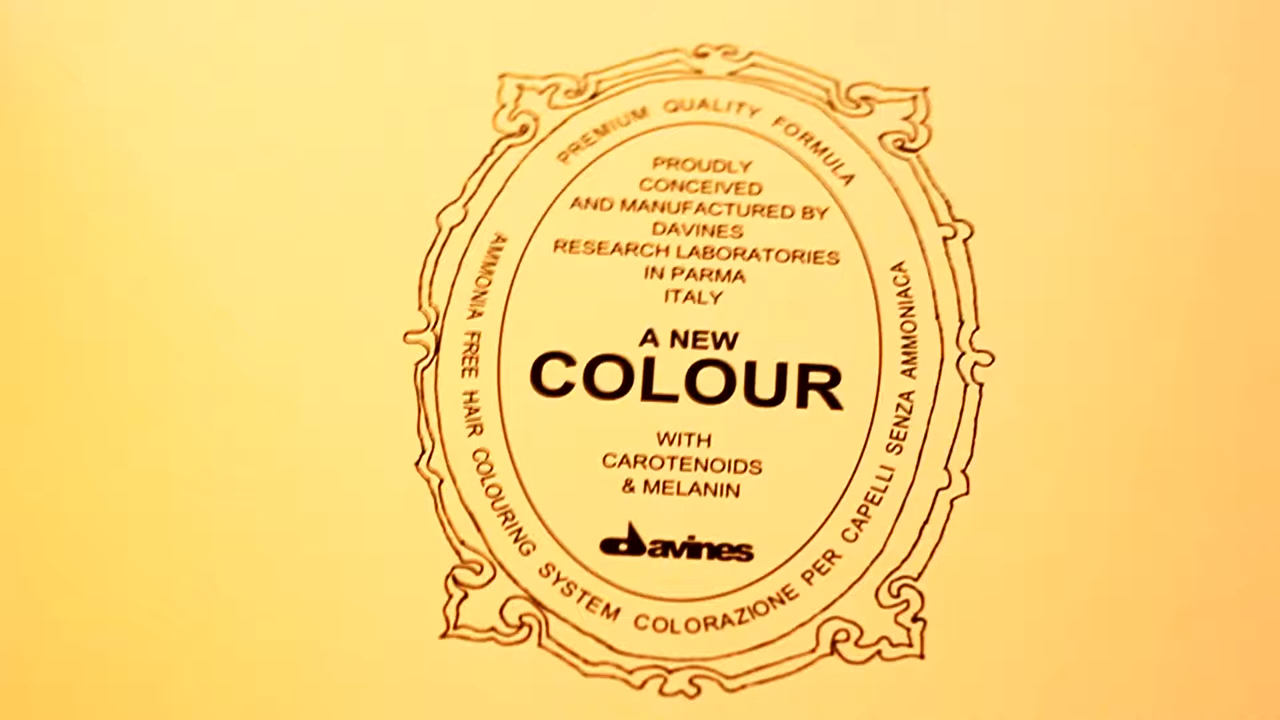 PREMIUM QUALITY FORMULA
PROUDLY
CONCEIVED
AND MANUFACTURED BY
DAVINES
RESEARCH LABORATORIES
IN PARMA
ITALY
A NEW
COLOUR
WITH
CAROTENOIDS
& MELANIN
davines
AMMONIA FREE HAIR COLOURING SYSTEM COLORAZIONE PER CAPELLI SENZA AMMONIACA